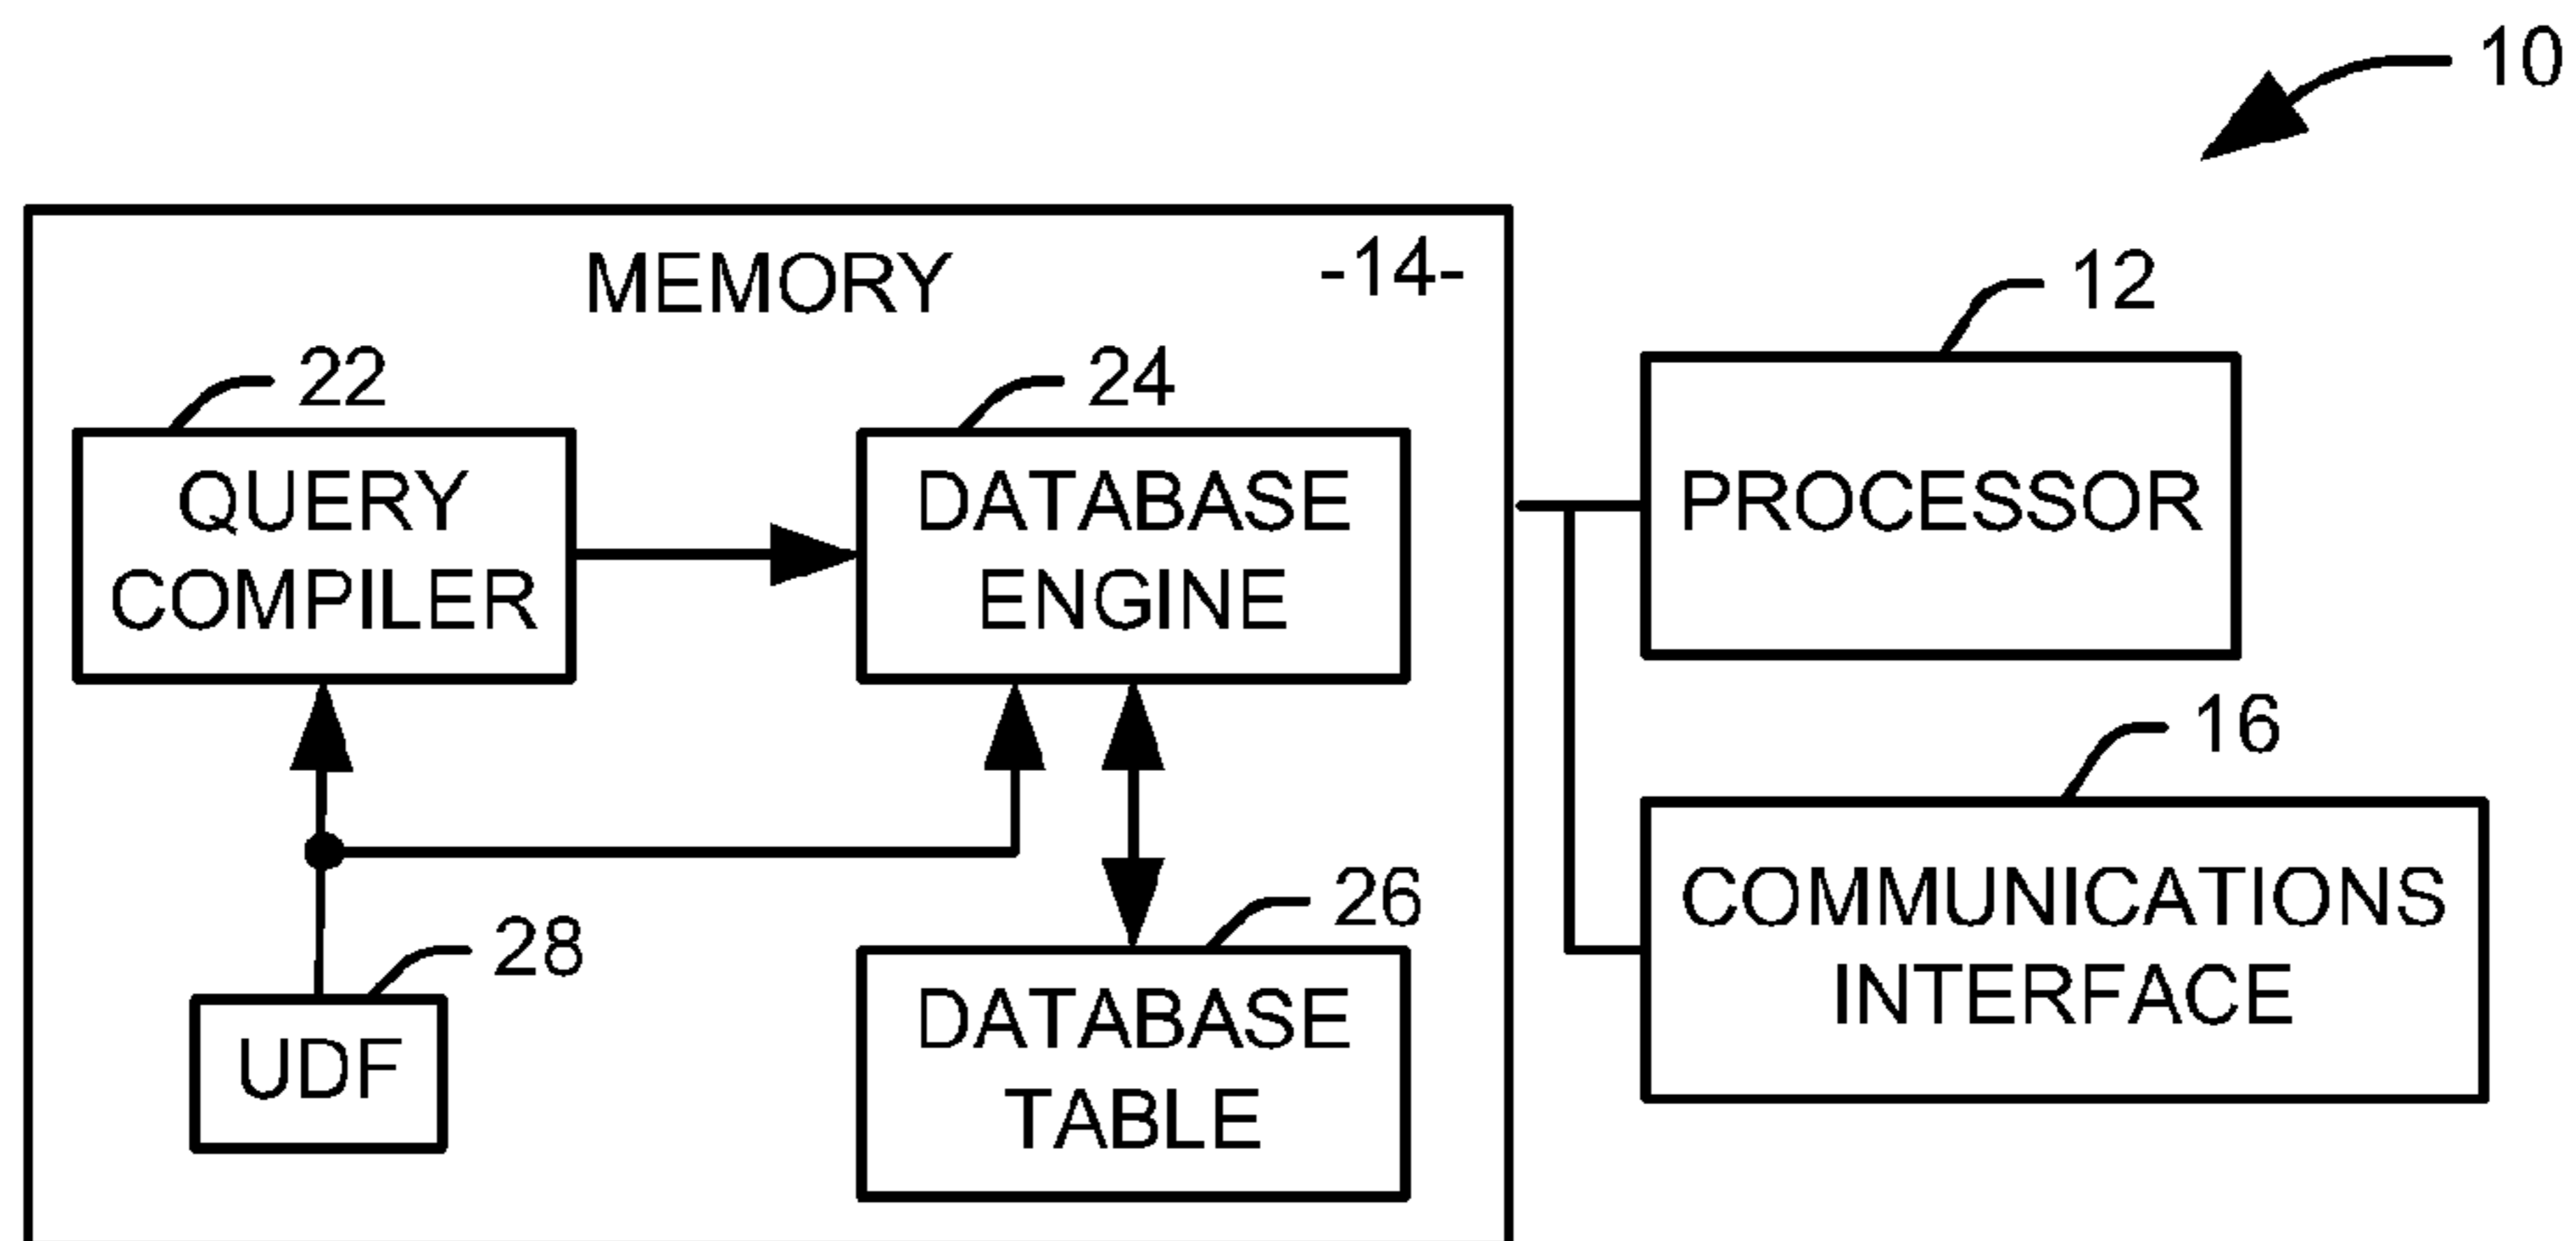 10
MEMORY
-14-
12
22
24
QUERY
COMPILER
DATABASE
ENGINE
PROCESSOR
16
28
26
UDF
DATABASE
TABLE
COMMUNICATIONS
INTERFACE